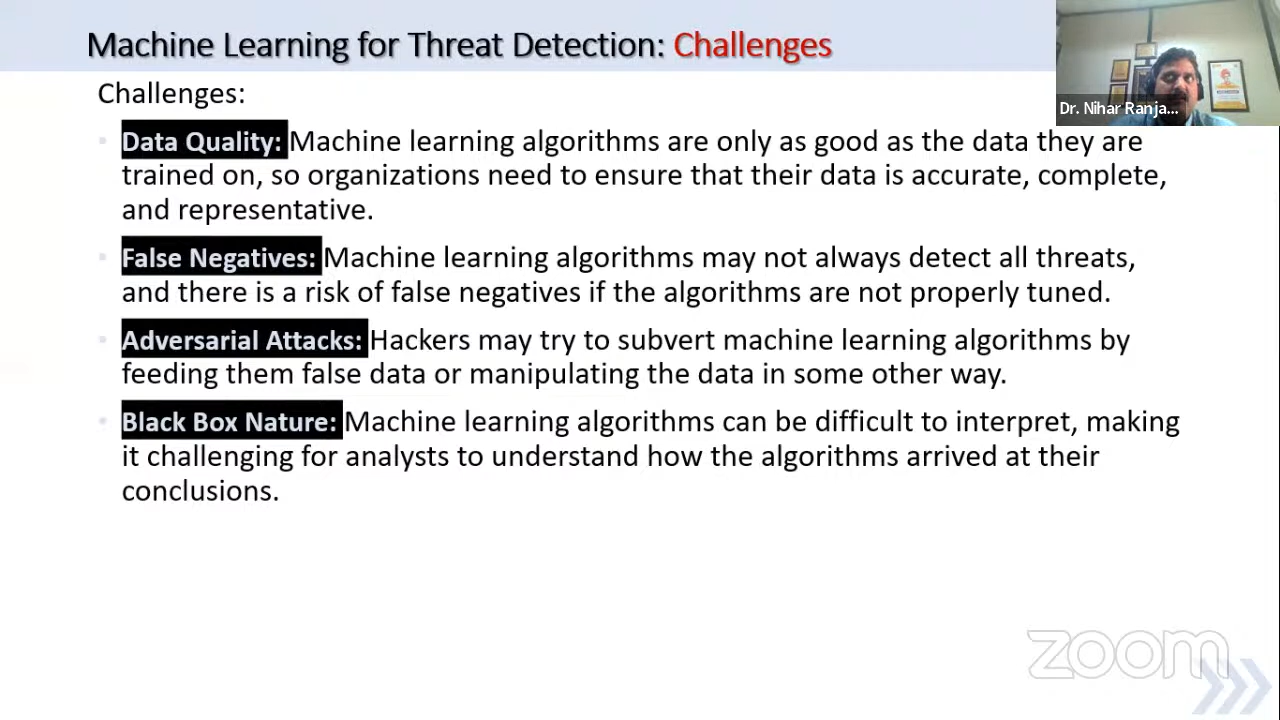 Machine Learning for Threat Detection: Challenges
Dr. Nihar Ranja...
Challenges:
Data Quality: Machine learning algorithms are only as good as the data they are
trained on, so organizations need to ensure that their data is accurate, complete,
and representative.
False Negatives: Machine learning algorithms may not always detect all threats,
and there is a risk of false negatives if the algorithms are not properly tuned.
Adversarial Attacks: Hackers may try to subvert machine learning algorithms by
feeding them false data or manipulating the data in some other way.
Black Box Nature: Machine learning algorithms can be difficult to interpret, making
it challenging for analysts to understand how the algorithms arrived at their
conclusions.
zoom